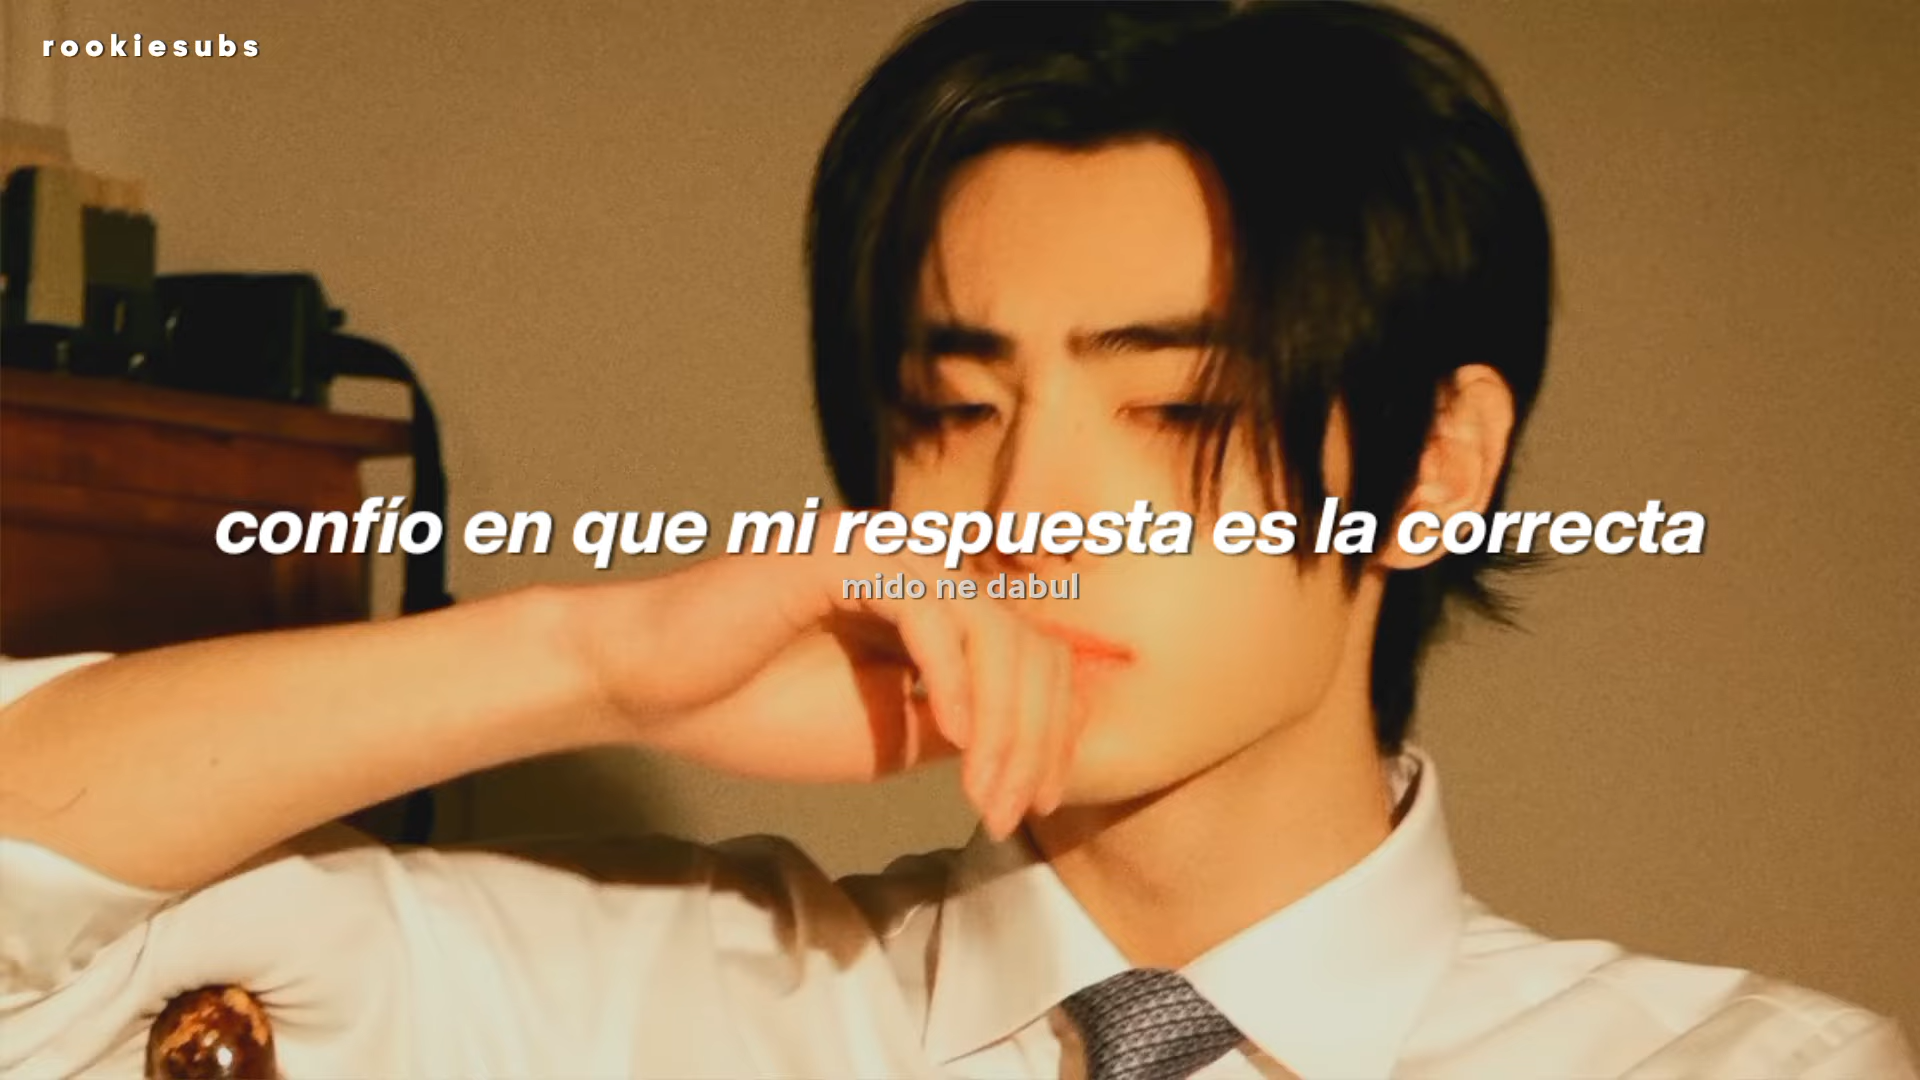 rookiesubs
confío en que mi respuesta es la correcta
mido ne dabul